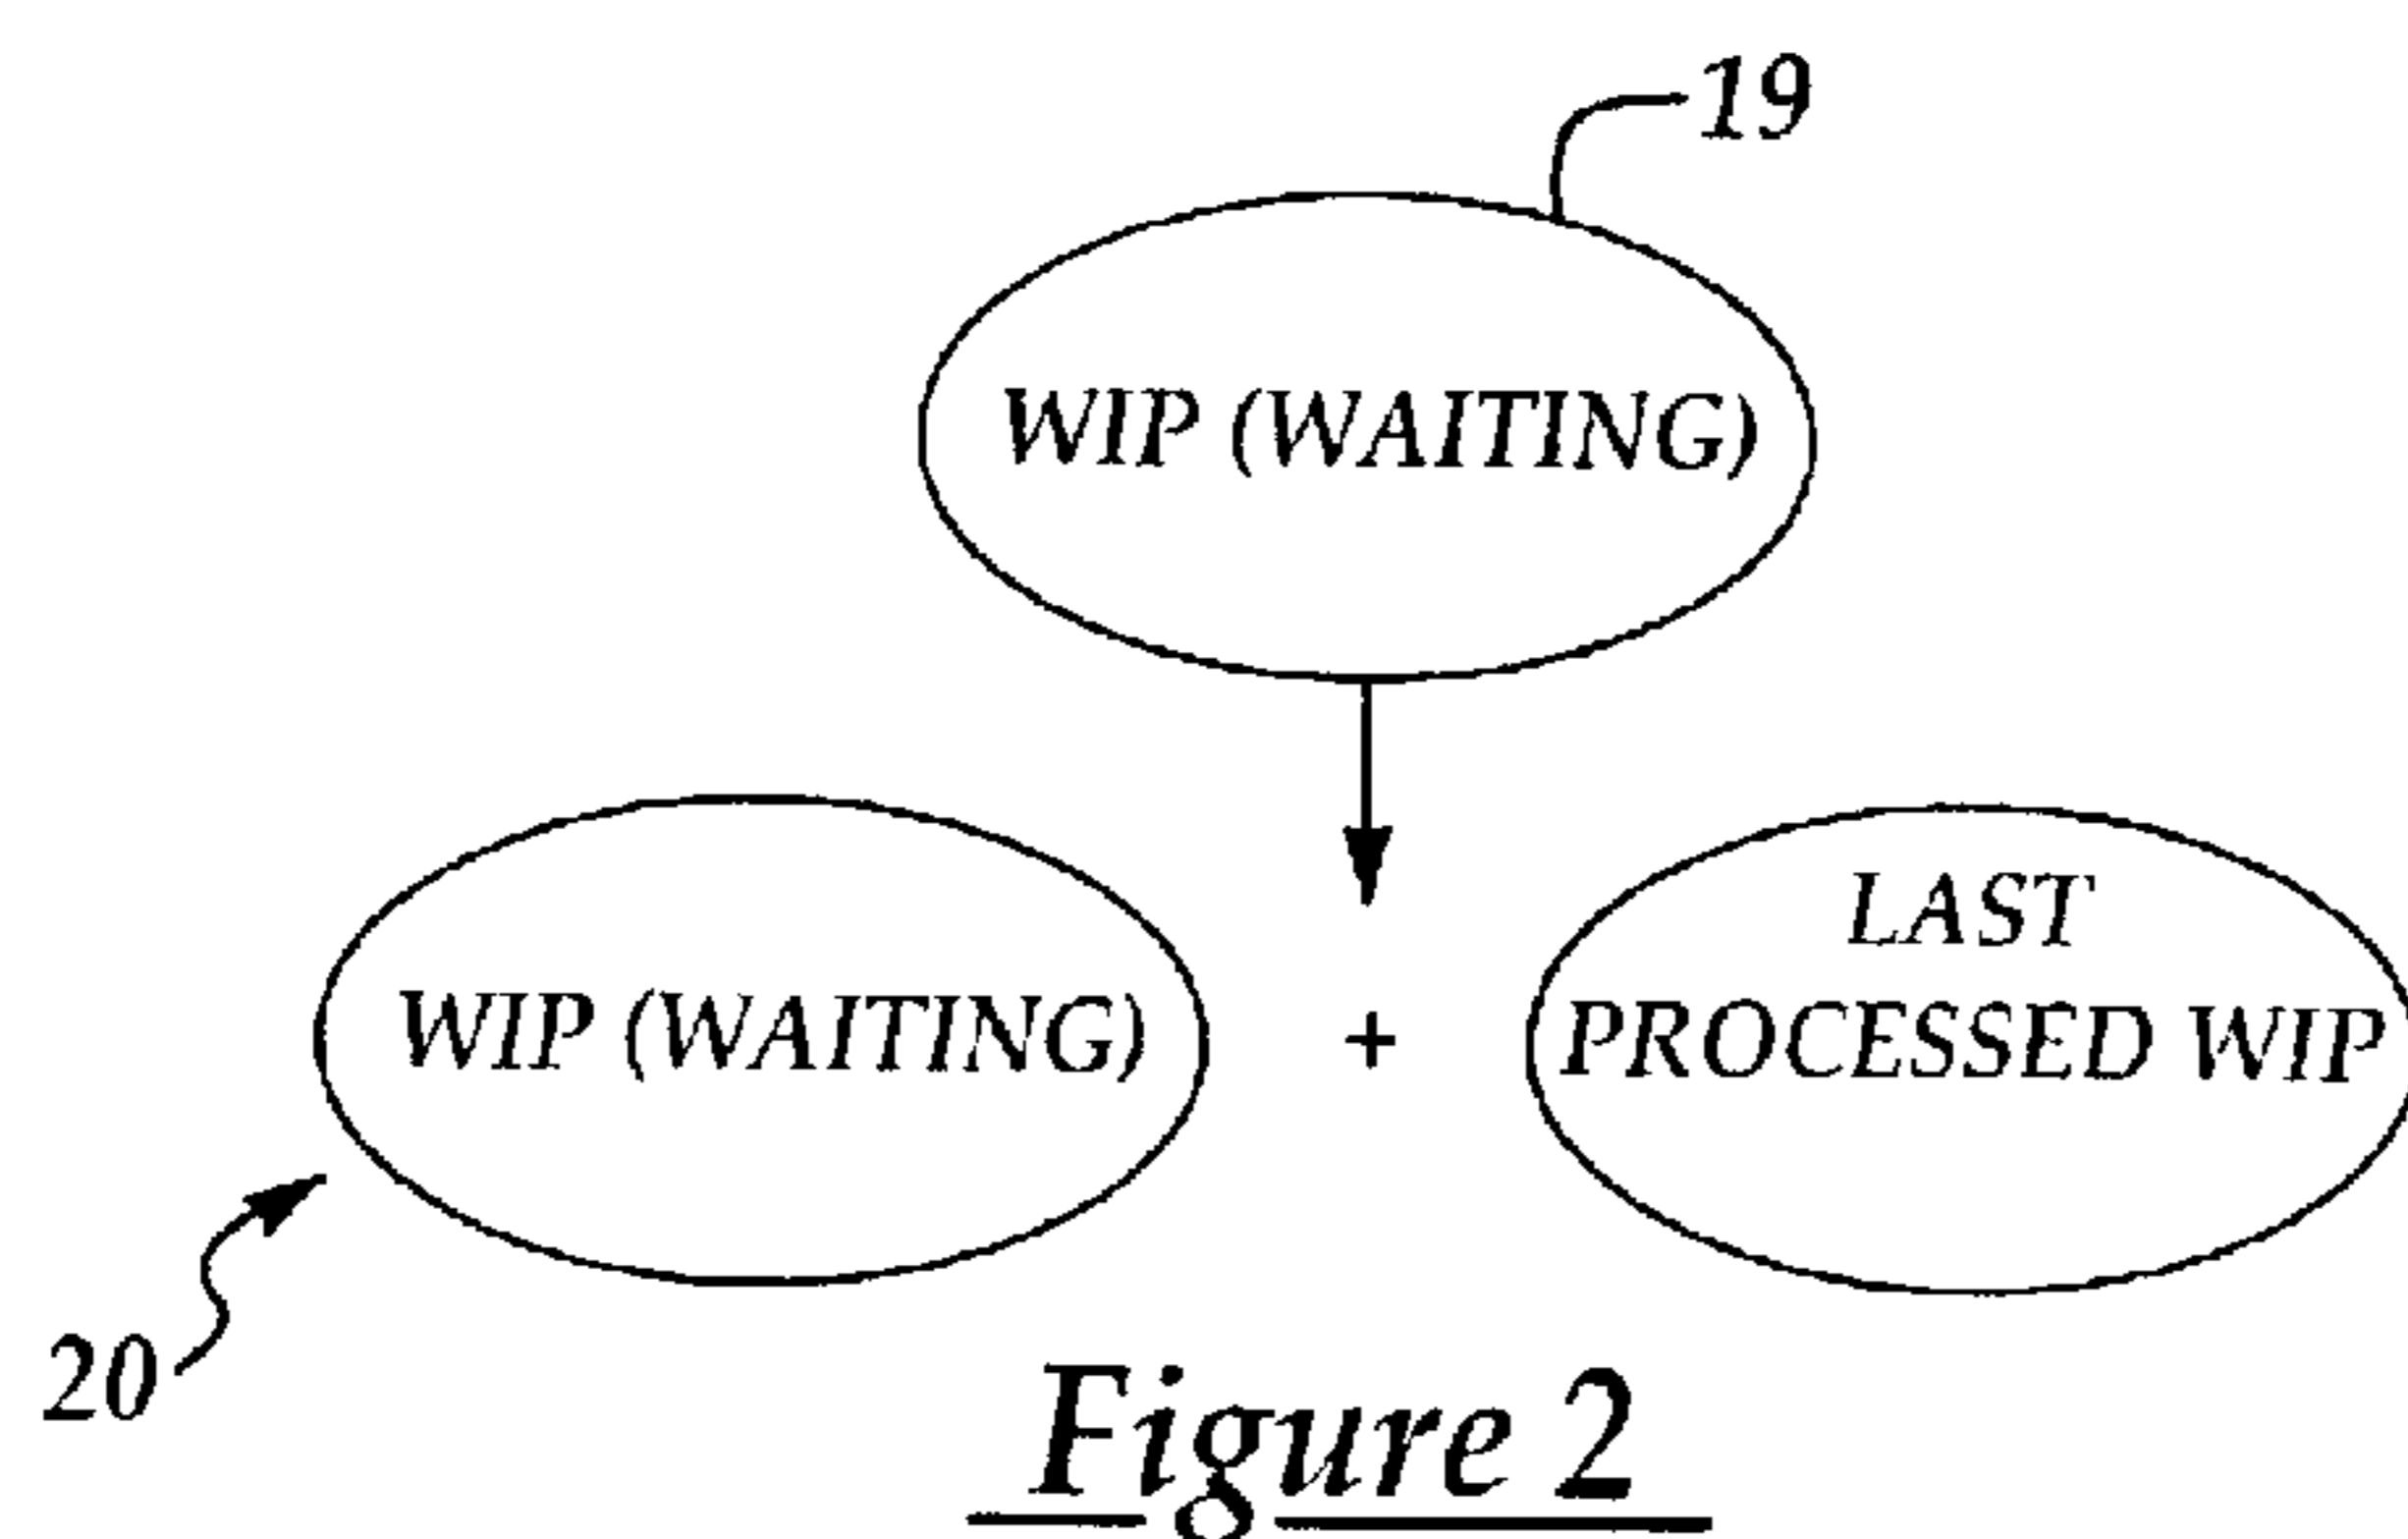 19
WIP (WAITING)
LAST
WIP (WAITING) + PROCESSED WIP
20
Figure 2